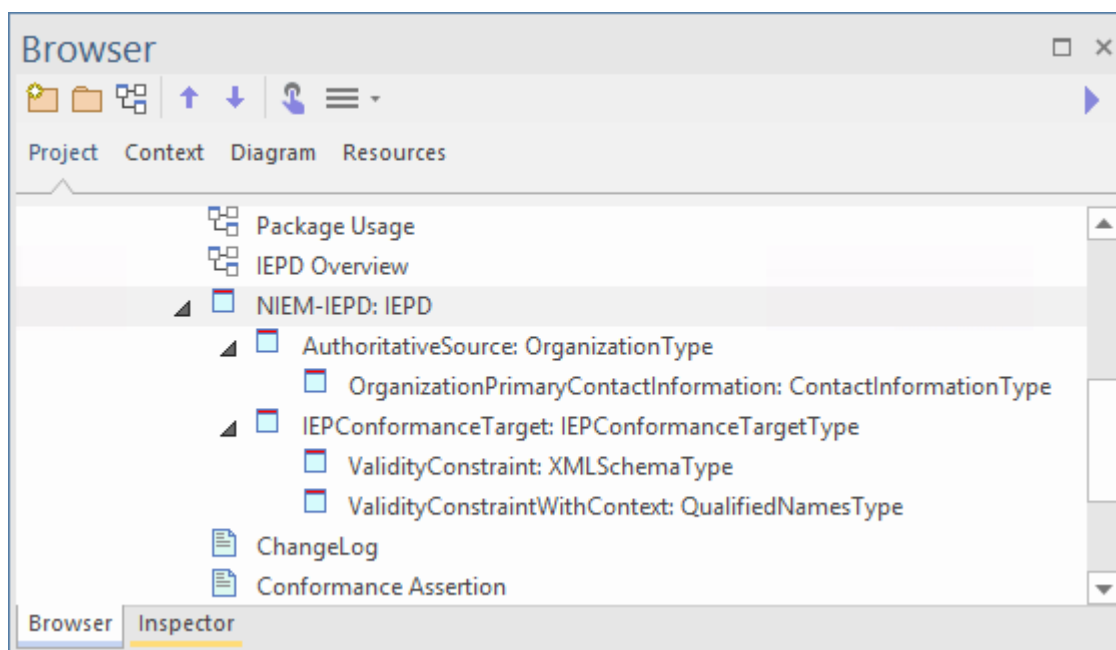 Browser
Project Context Diagram Resources
Package Usage
IEPD Overview
NIEM-IEPD: IEPD
AuthoritativeSource: OrganizationType
OrganizationPrimaryContactInformation: ContactInformationType
IEPConformanceTarget: IEPConformanceTargetType
ValidityConstraint: XMLSchemaType
ValidityConstraintWithContext: QualifiedNamesType
ChangeLog
Conformance Assertion
Browser Inspector